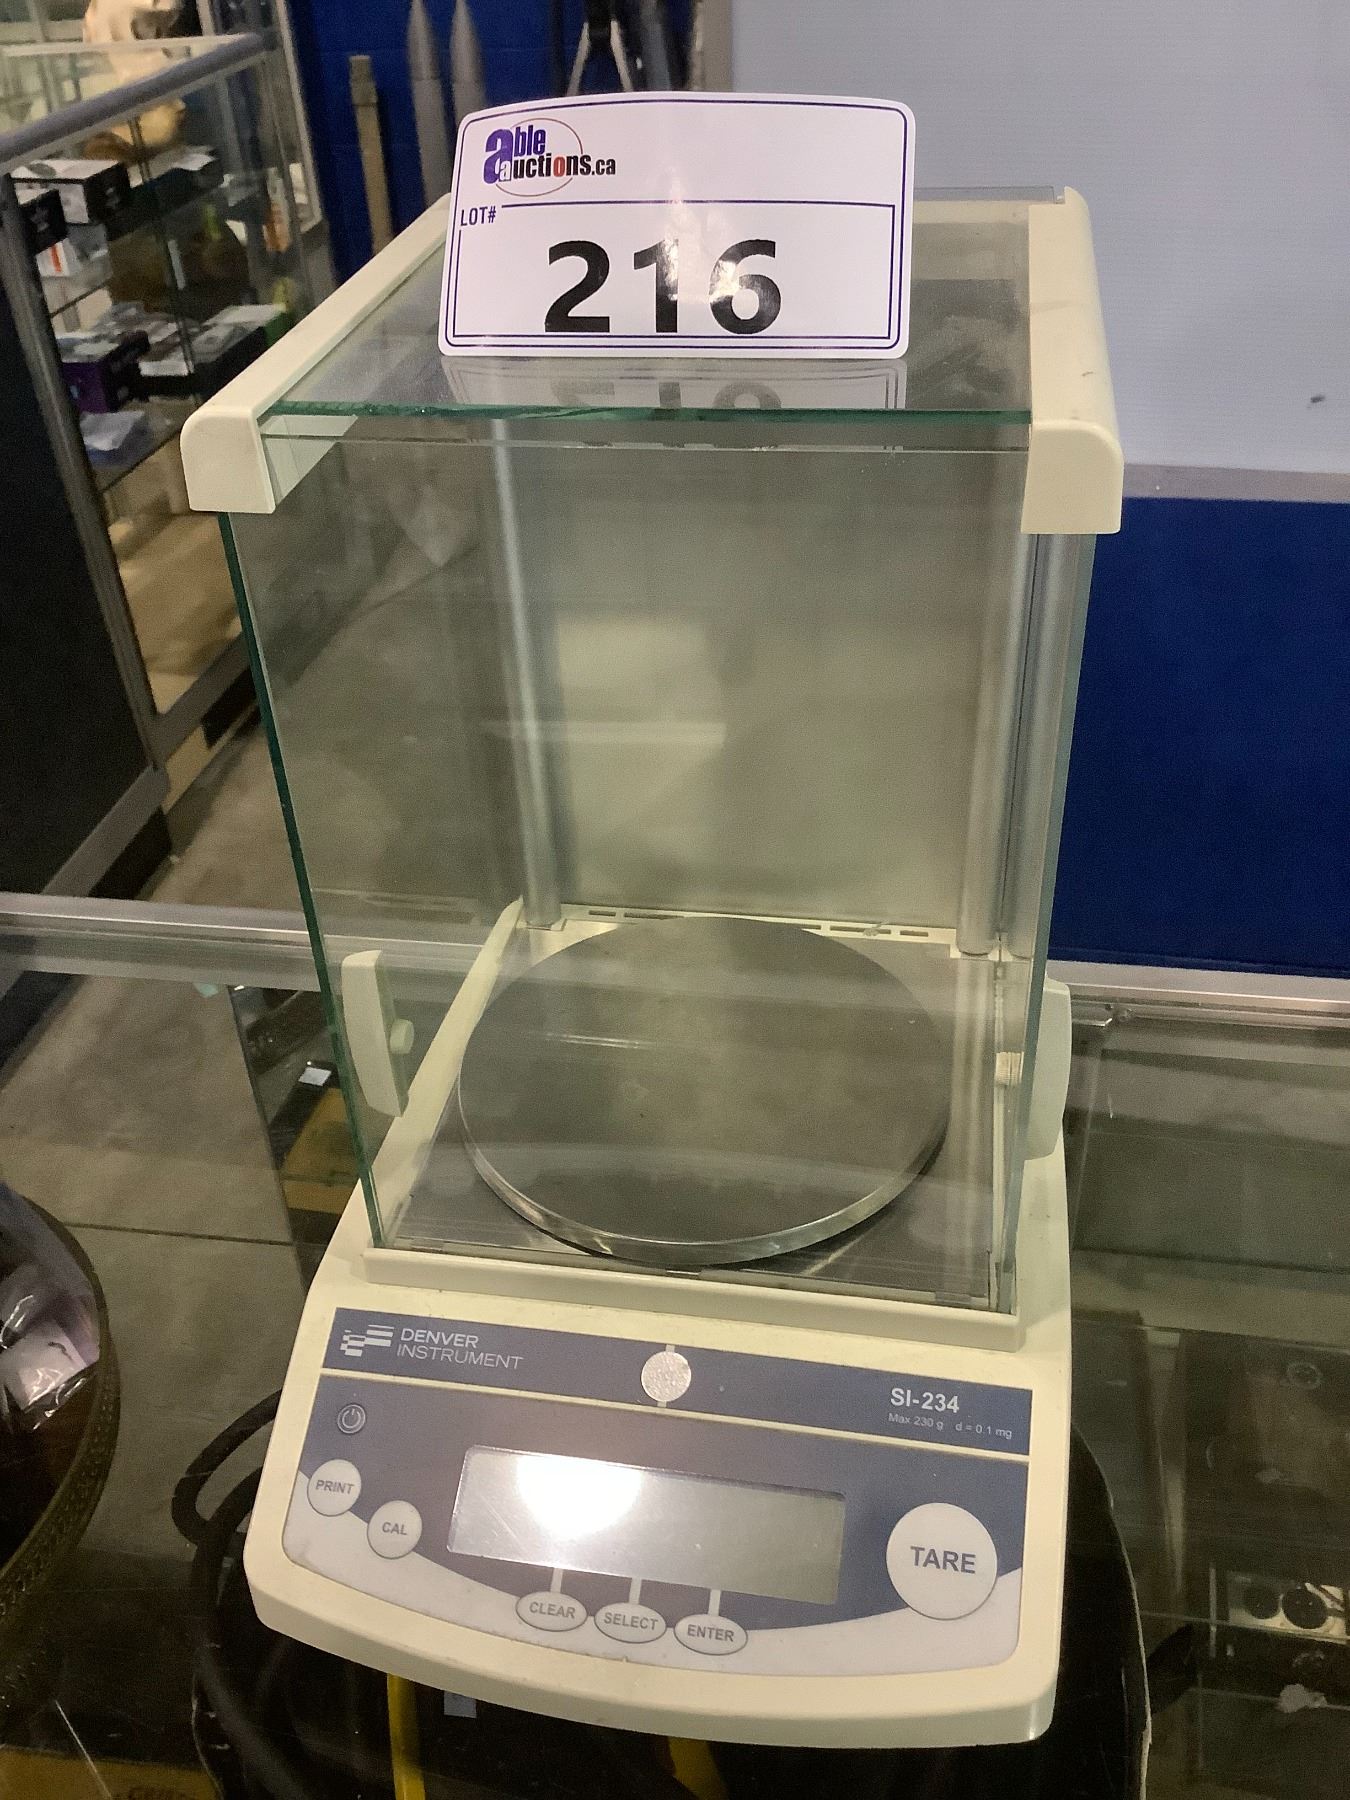 able
auctions.ca
LOT#
216
DENVER
INSTRUMENT
SI-234
Max 230 g d = 0.1 mg
PRINT
CAL
TARE
CLEAR
SELECT
ENTER